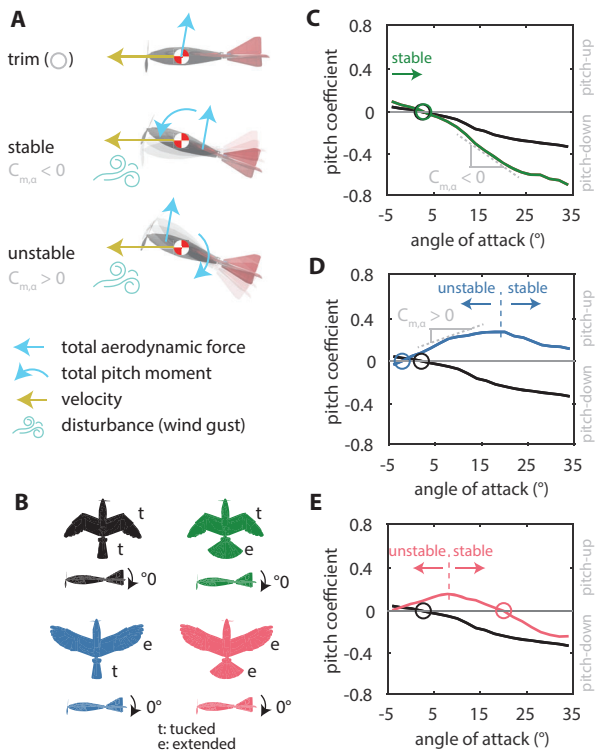 A
trim ( )
stable
C m,α < 0
unstable
C m,α > 0
total aerodynamic force
total pitch moment
velocity
disturbance (wind gust)
B
t
t
°0
t
e
°0
e
t
0°
e
e
0°
t: tucked
e: extended
C
pitch coefficient
0.8
0.4
0
-0.4
-0.8
stable
C m,α < 0
-5
5
15
25
35
angle of attack (°)
pitch-down
pitch-up
D
pitch coefficient
0.8
0.4
0
-0.4
-0.8
unstable
stable
C m,α > 0
-5
5
15
25
35
angle of attack (°)
pitch-down
pitch-up
E
pitch coefficient
0.8
0.4
0
-0.4
-0.8
unstable
stable
-5
5
15
25
35
angle of attack (°)
pitch-down
pitch-up